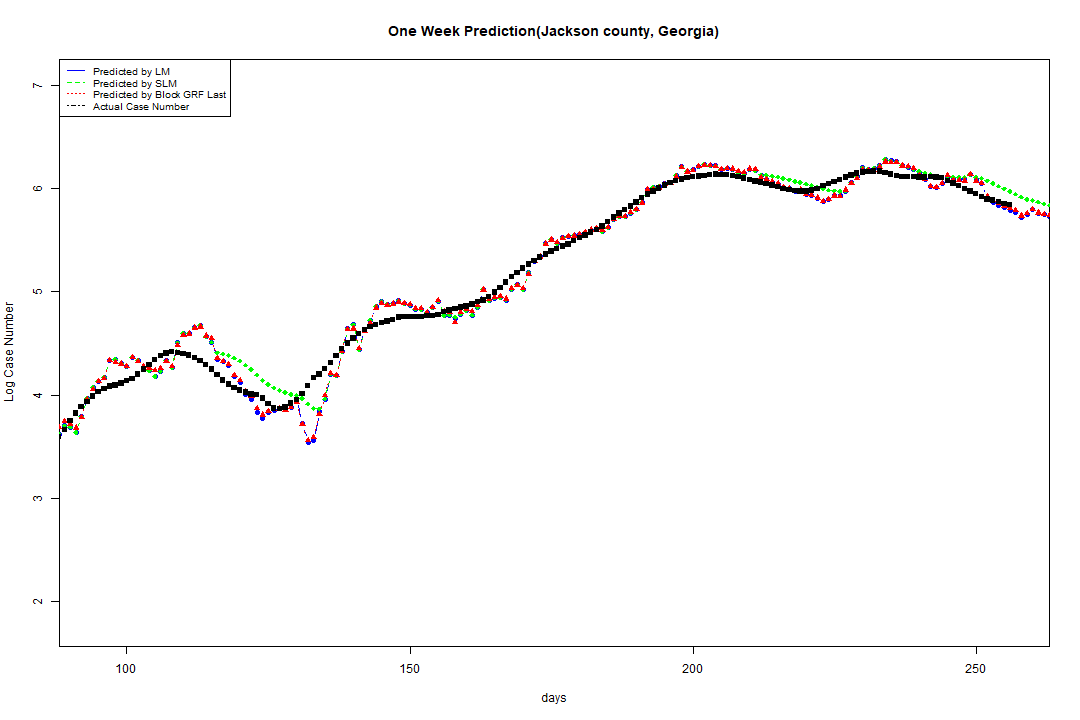 One Week Prediction(Jackson county, Georgia)
Predicted by LM
Predicted by SLM
Predicted by Block GRF Last
Actual Case Number
7
6
5
4
3
2
Log Case Number
100 150 200 250
days